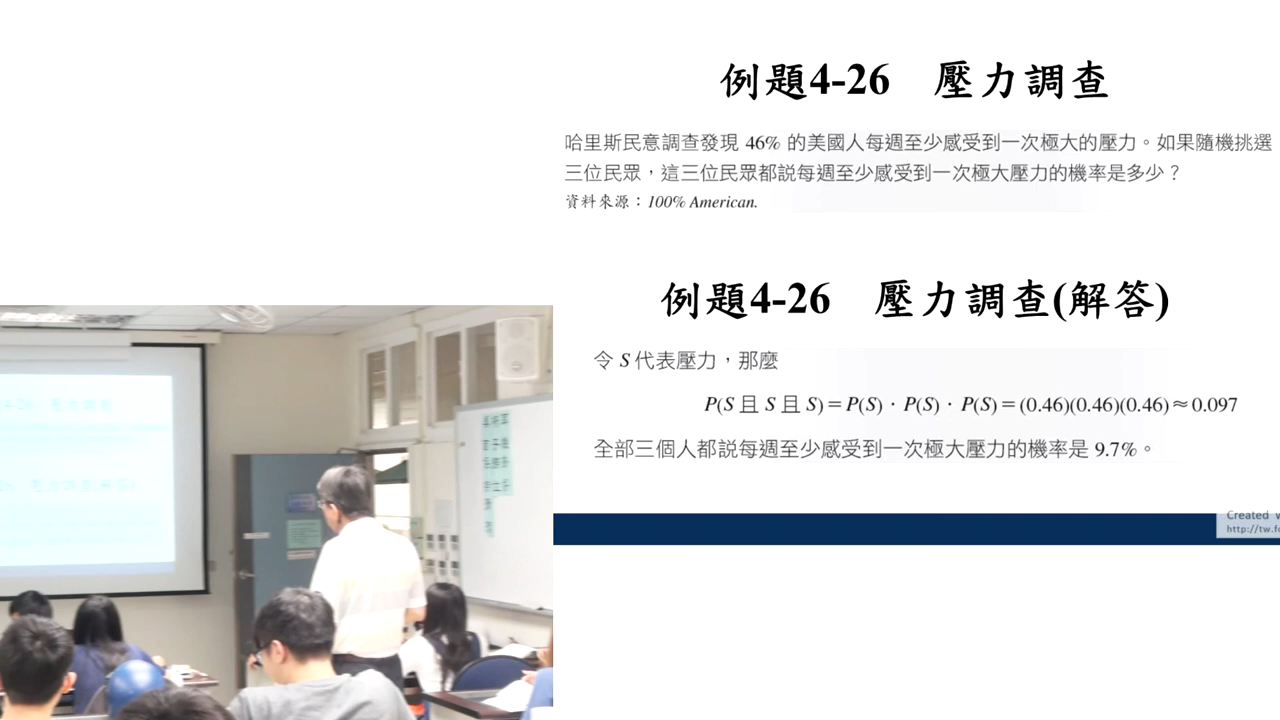 例題4-26 壓力調查
哈里斯民意調查發現 46% 的美國人每週至少感受到一次極大的壓力。如果隨機挑選
三位民眾，這三位民眾都説每週至少感受到一次極大壓力的機率是多少？
資料來源：100% American.
例題4-26 壓力調查(解答)
令 S 代表壓力，那麼
P(S 且 S 且 S)＝P(S)．P(S)．P(S)＝(0.46)(0.46)(0.46)≈0.097
全部三個人都説每週至少感受到一次極大壓力的機率是 9.7%。
Created
http://tw.fo